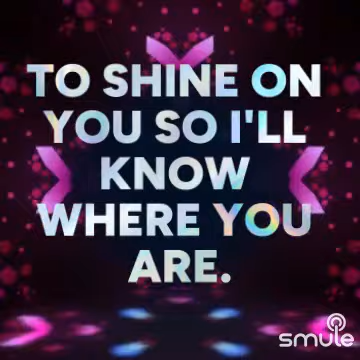 TO SHINE ON
YOU SO I'LL
KNOW
WHERE YOU
ARE.
smule